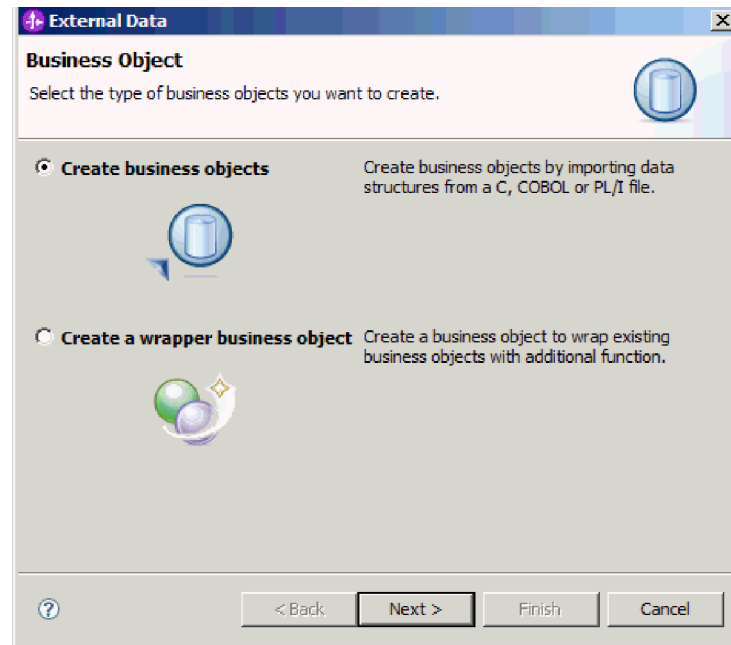 External Data
Business Object
Select the type of business objects you want to create.
Create business objects
Create business objects by importing data
structures from a C, COBOL or PL/I file.
Create a wrapper business object
Create a business object to wrap existing
business objects with additional function.
< Back
Next >
Finish
Cancel